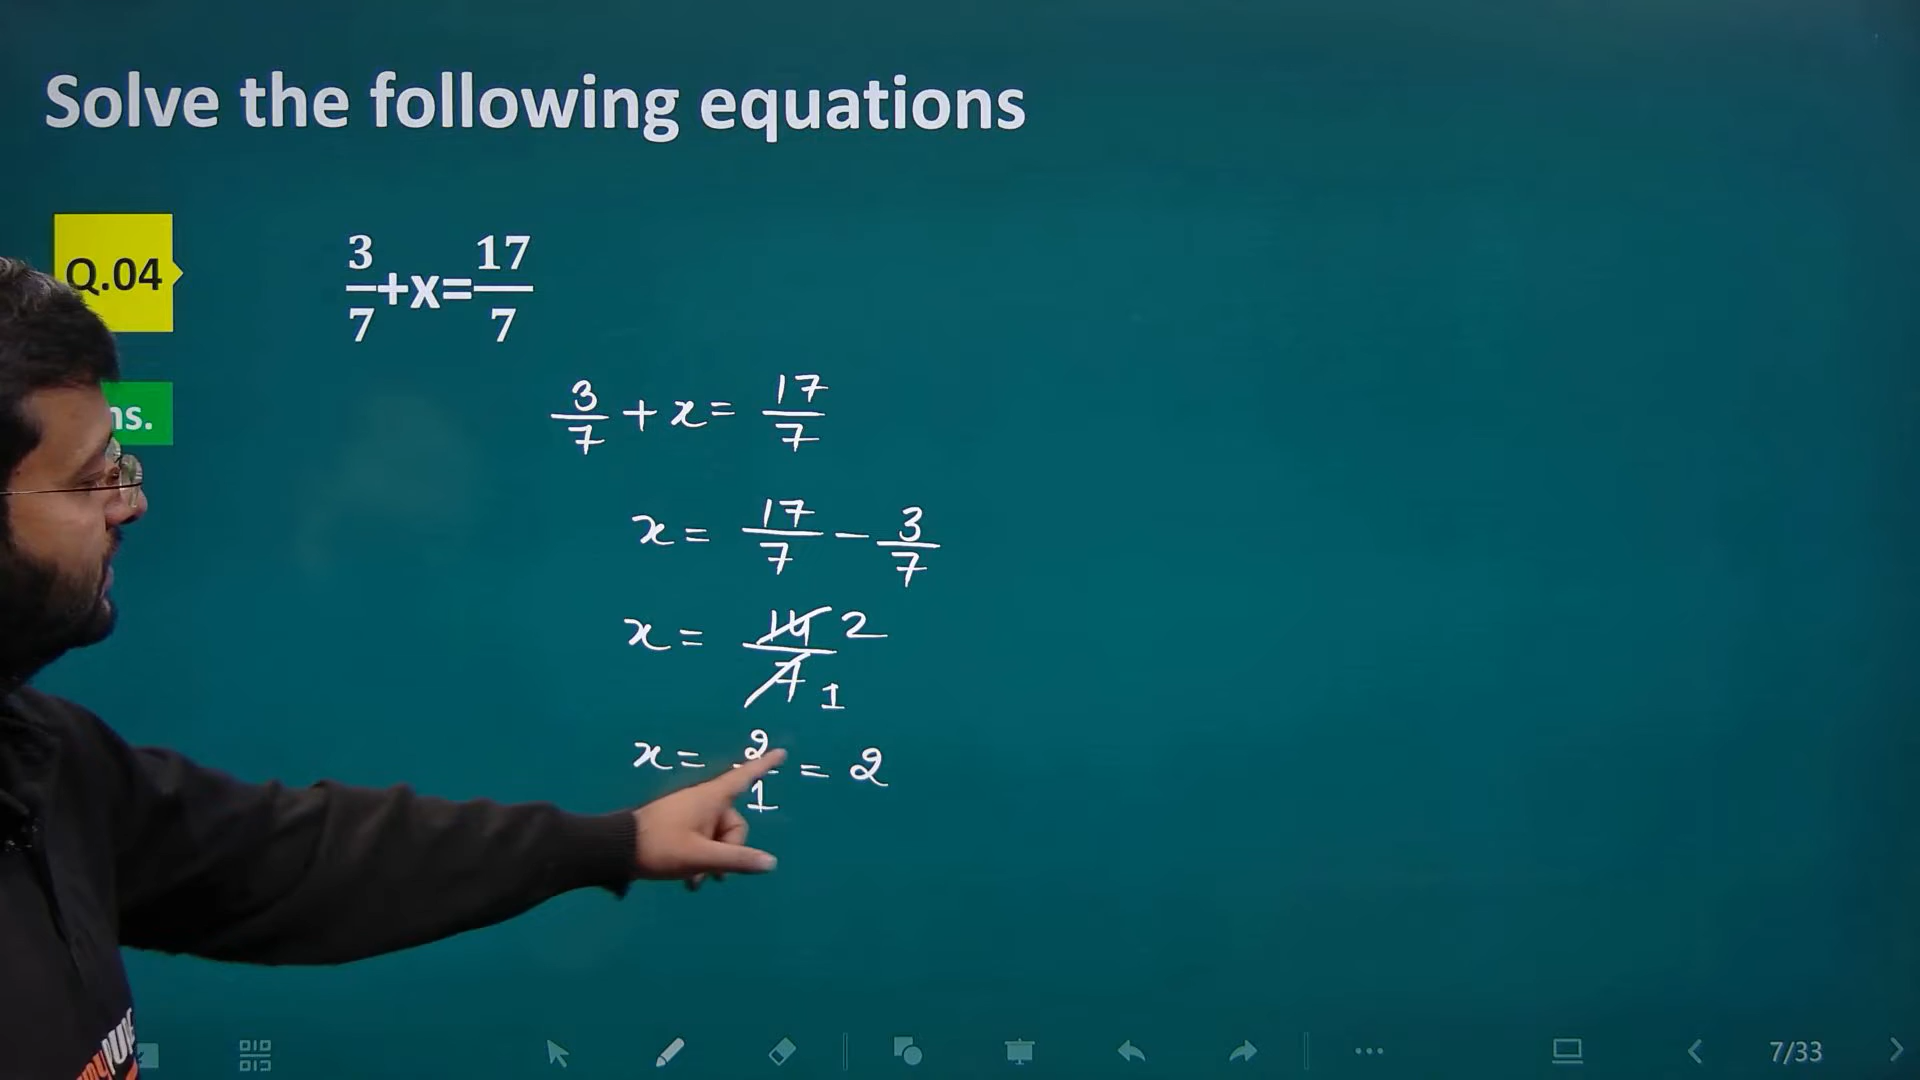 Solve the following equations
Q.04
3/7+x=17/7
ns.
3/7 + x = 17/7
x = 17/7 - 3/7
x = 14/7 2 1
x = 2/1 = 2
7/33